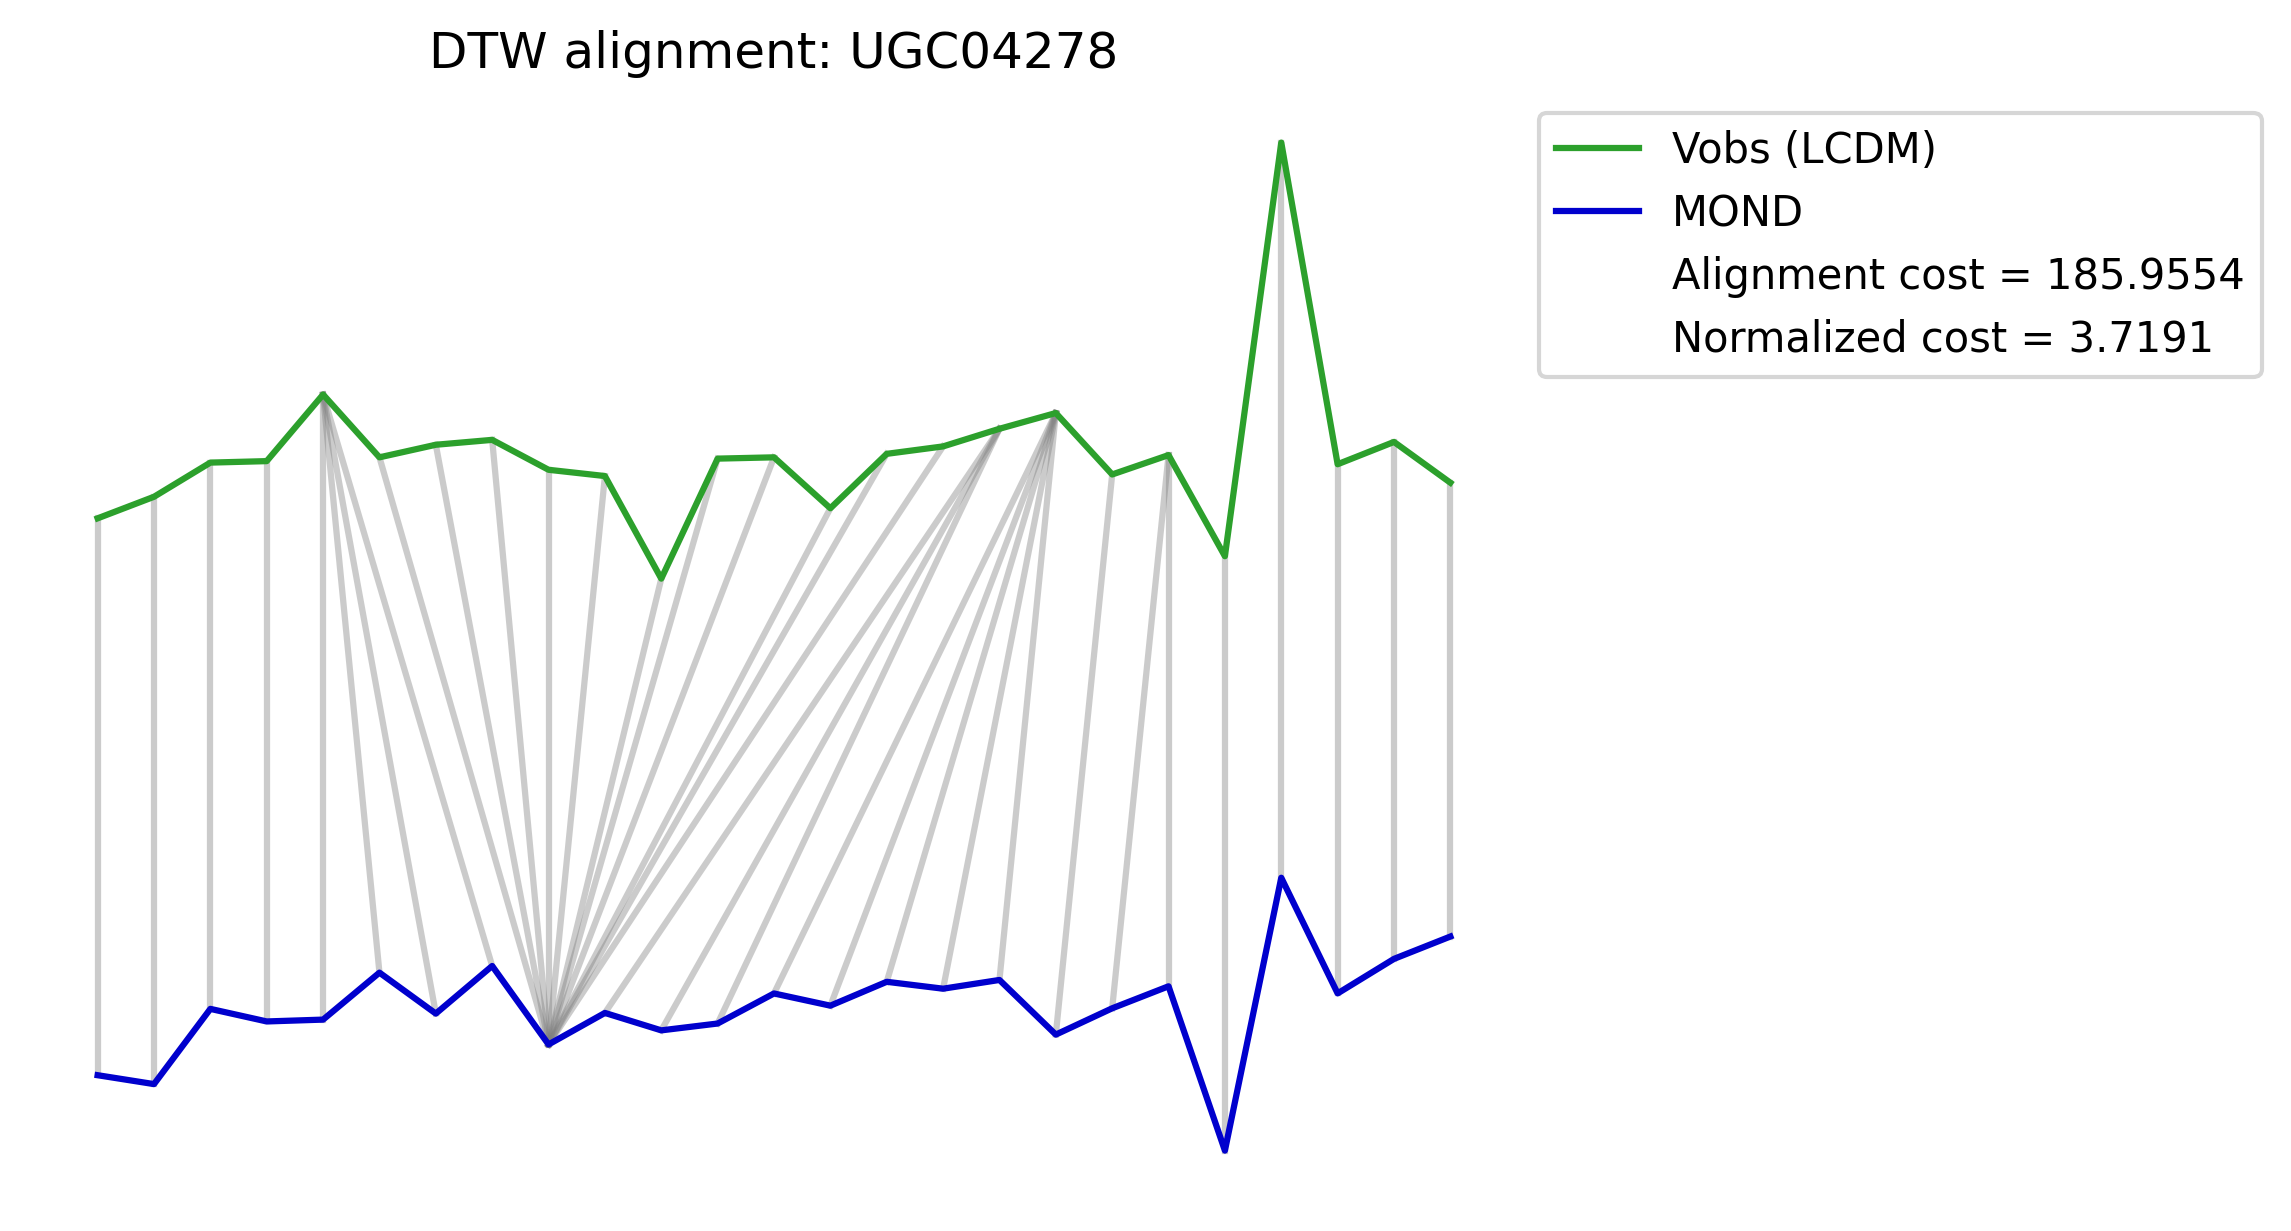 DTW alignment: UGC04278
Vobs (LCDM)
MOND
Alignment cost = 185.9554
Normalized cost = 3.7191